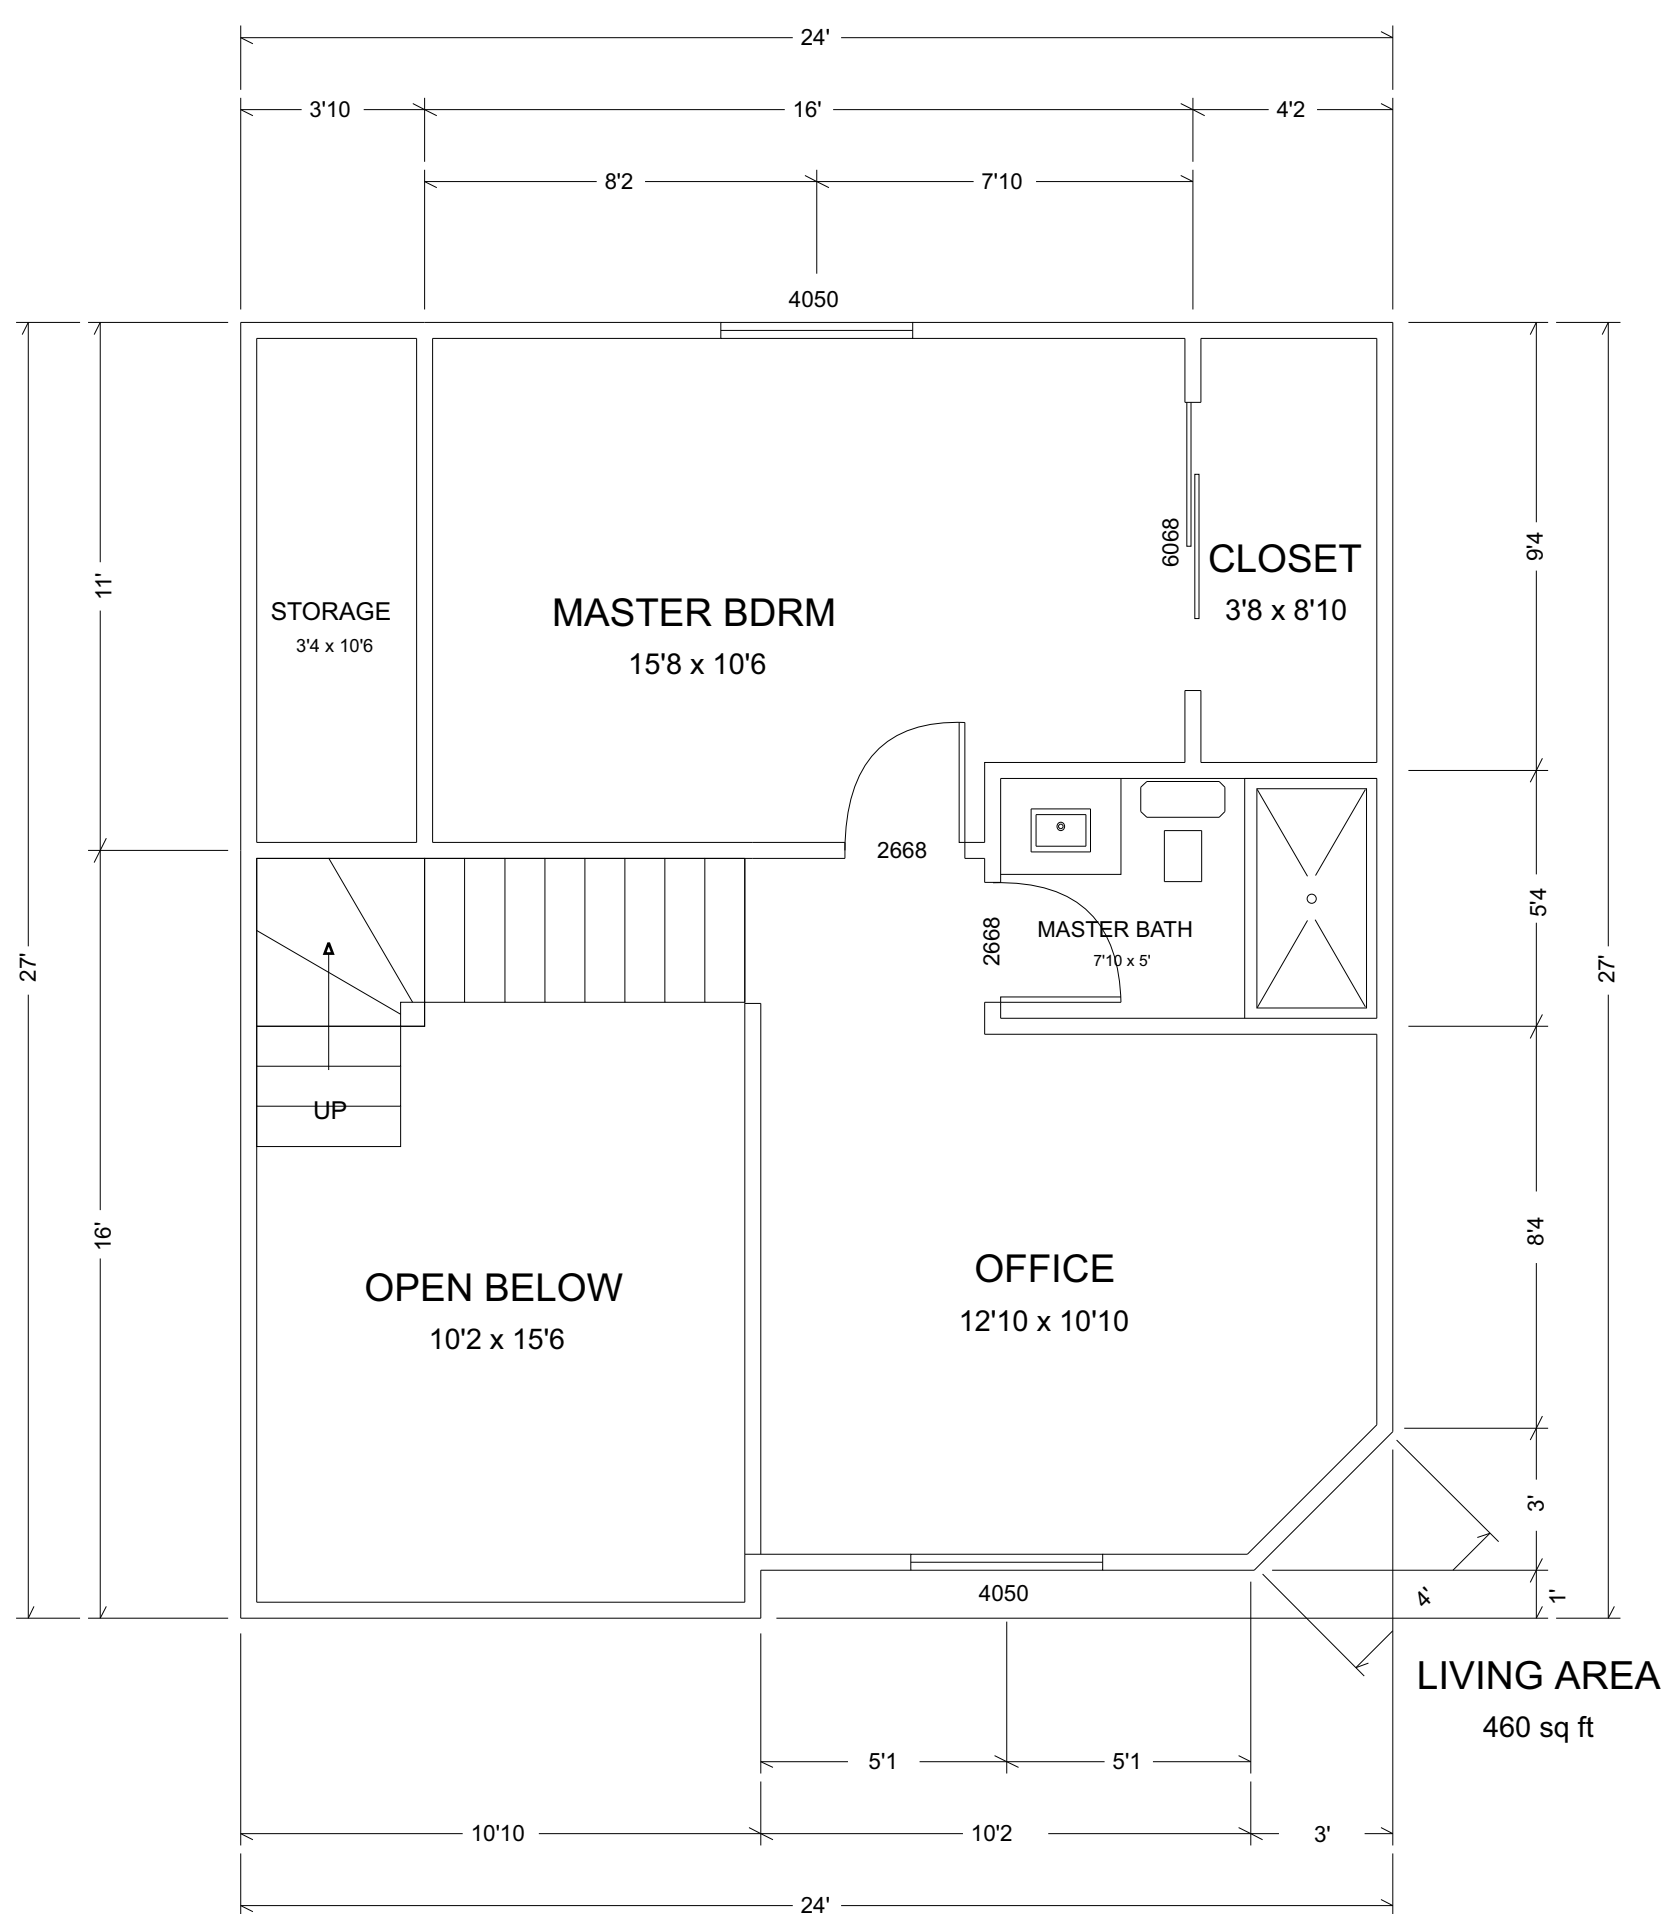 24'
3'10
16'
4'2
8'2
7'10
4050
6068
CLOSET
3'8 x 8'10
9'4
11'
STORAGE
3'4 x 10'6
MASTER BDRM
15'8 x 10'6
2668
5'4
2668
MASTER BATH
7'10 x 5'
27'
27'
UP
16'
8'4
OPEN BELOW
10'2 x 15'6
OFFICE
12'10 x 10'10
3'
4050
4'
1'
LIVING AREA
460 sq ft
5'1
5'1
10'10
10'2
3'
24'